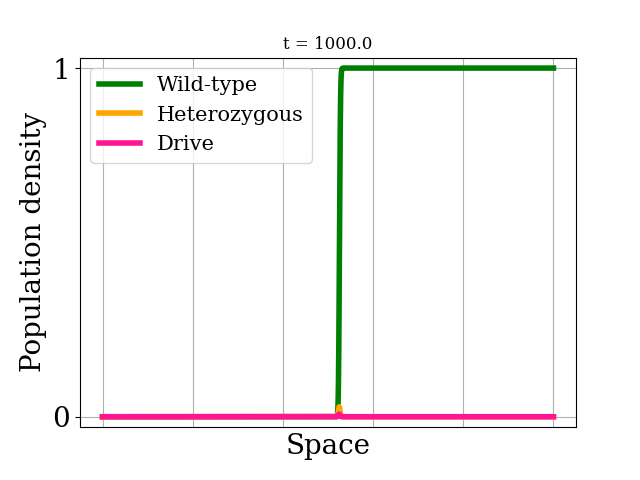 t = 1000.0
1
Wild-type
Heterozygous
Drive
Population density
0
Space